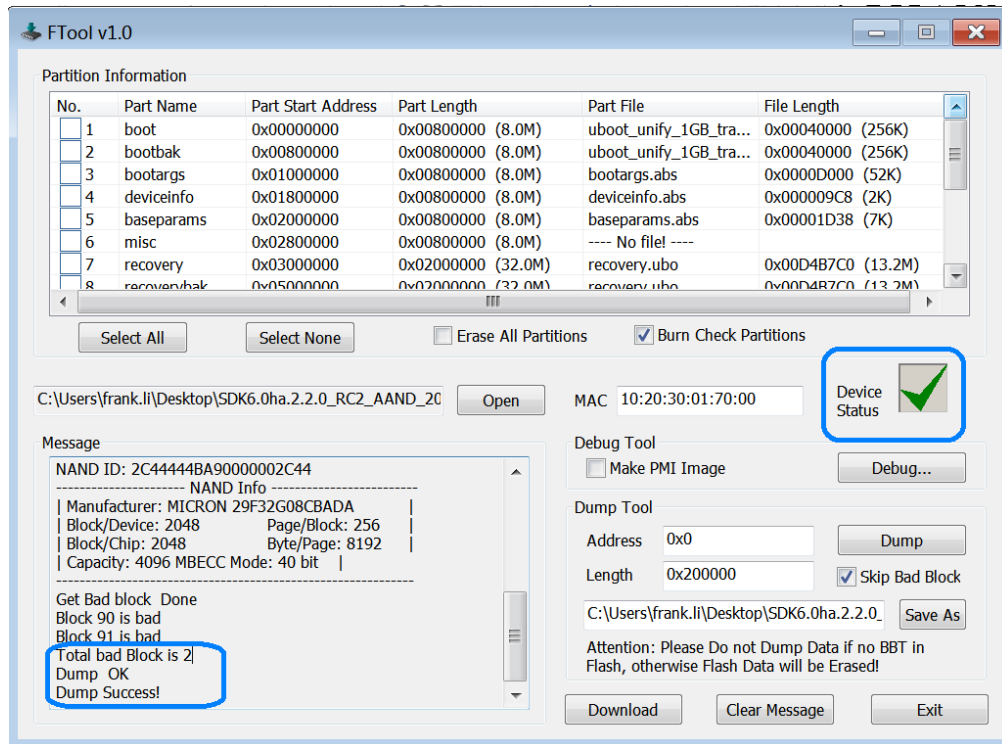 FTool v1.0
Partition Information
No. Part Name Part Start Address Part Length Part File File Length
1 boot 0x00000000 0x00800000 (8.0M) uboot_unify_1GB_tra... 0x00040000 (256K)
2 bootbak 0x00800000 0x00800000 (8.0M) uboot_unify_1GB_tra... 0x00040000 (256K)
3 bootargs 0x01000000 0x00800000 (8.0M) bootargs.abs 0x0000D000 (52K)
4 deviceinfo 0x01800000 0x00800000 (8.0M) deviceinfo.abs 0x000009C8 (2K)
5 baseparams 0x02000000 0x00800000 (8.0M) baseparams.abs 0x00001D38 (7K)
6 misc 0x02800000 0x00800000 (8.0M) ---- No file! ----
7 recovery 0x03000000 0x02000000 (32.0M) recovery.ubo 0x00D4B7C0 (13.2M)
8 recoverybak 0x05000000 0x02000000 (32.0M) recovery.ubo 0x00D4B7C0 (13.2M)
Select All Select None Erase All Partitions Burn Check Partitions
C:\Users\frank.li\Desktop\SDK6.0ha.2.2.0_RC2_AAND_20 Open MAC 10:20:30:01:70:00 Device
Status
Message
NAND ID: 2C44444BA90000002C44
---------------------- NAND Info -------------------------
| Manufacturer: MICRON 29F32G08CBADA |
| Block/Device: 2048 Page/Block: 256 |
| Block/Chip: 2048 Byte/Page: 8192 |
| Capacity: 4096 MBECC Mode: 40 bit |
------------------------------------------------------------
Get Bad block Done
Block 90 is bad
Block 91 is bad
Total bad Block is 2
Dump OK
Dump Success!
Debug Tool
Make PMI Image Debug...
Dump Tool
Address 0x0 Dump
Length 0x200000 Skip Bad Block
C:\Users\frank.li\Desktop\SDK6.0ha.2.2.0_ Save As
Attention: Please Do not Dump Data if no BBT in
Flash, otherwise Flash Data will be Erased!
Download Clear Message Exit